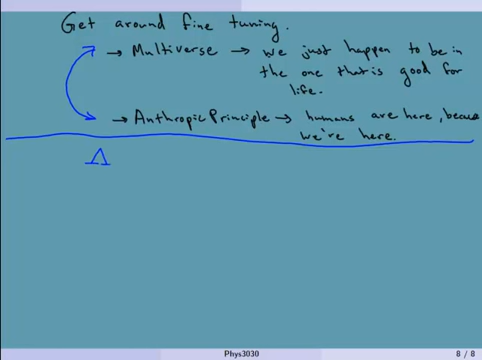 Get around fine tuning.
→ Multiverse → we just happen to be in
the one that is good for
life.
→ Anthropic Principle → humans are here, because
we're here.
Λ
Phys3030
8 / 8